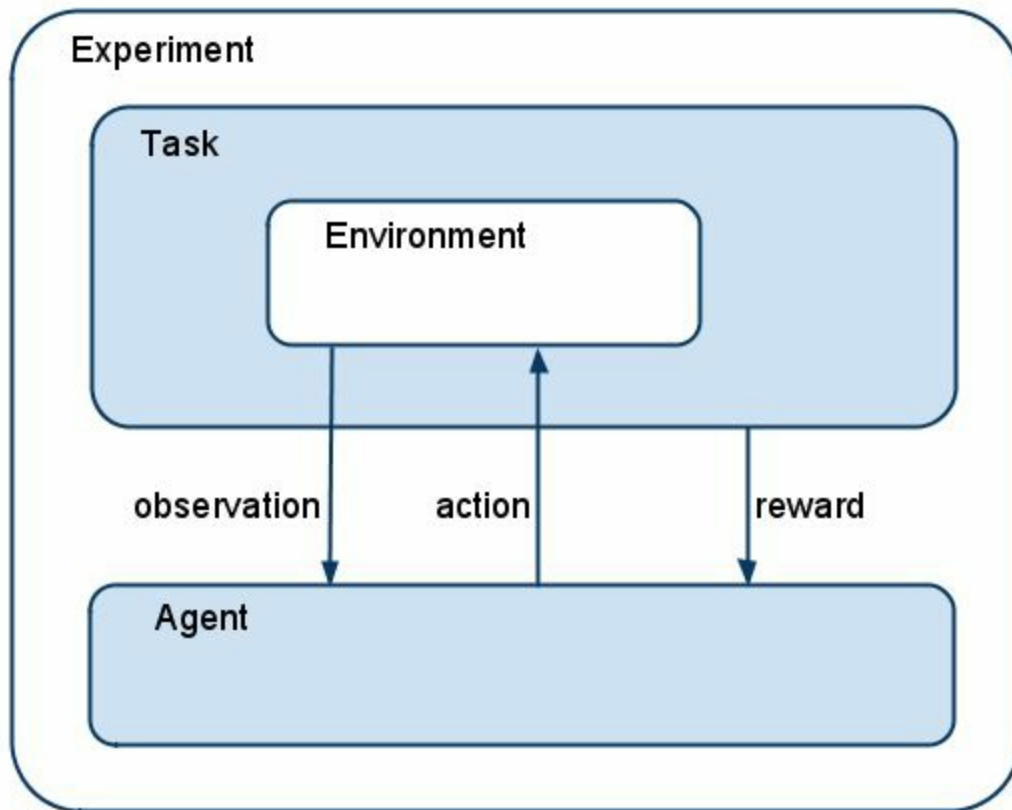 Experiment
Task
Environment
observation
action
reward
Agent